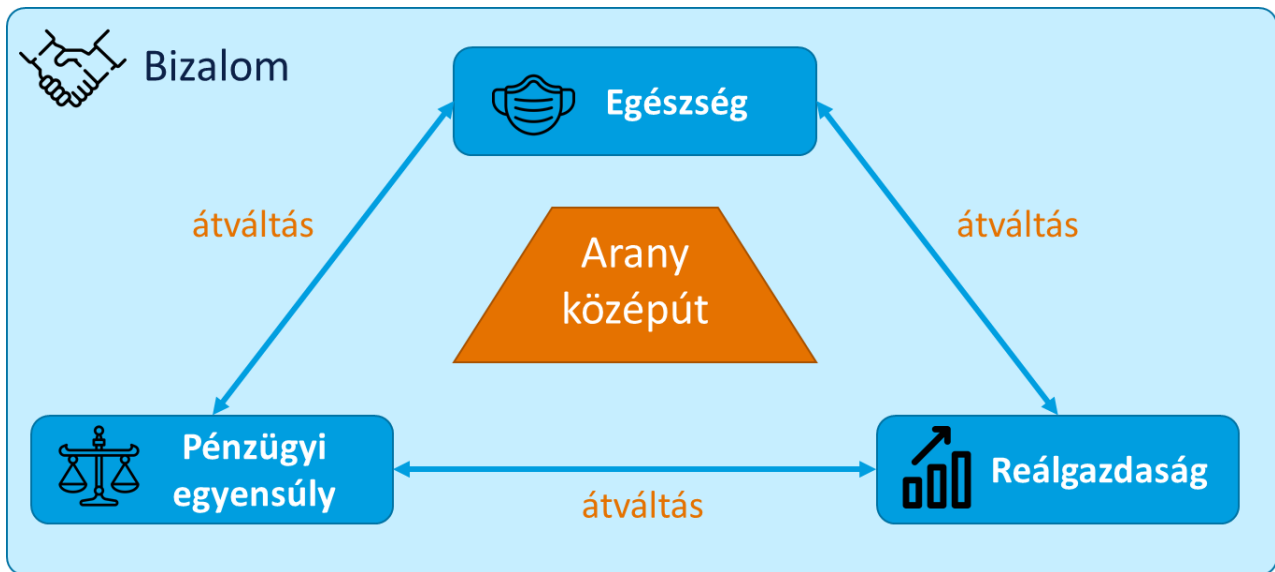 Bizalom
Egészség
átváltás
átváltás
Arany
középút
Pénzügyi
egyensúly
Reálgazdaság
átváltás